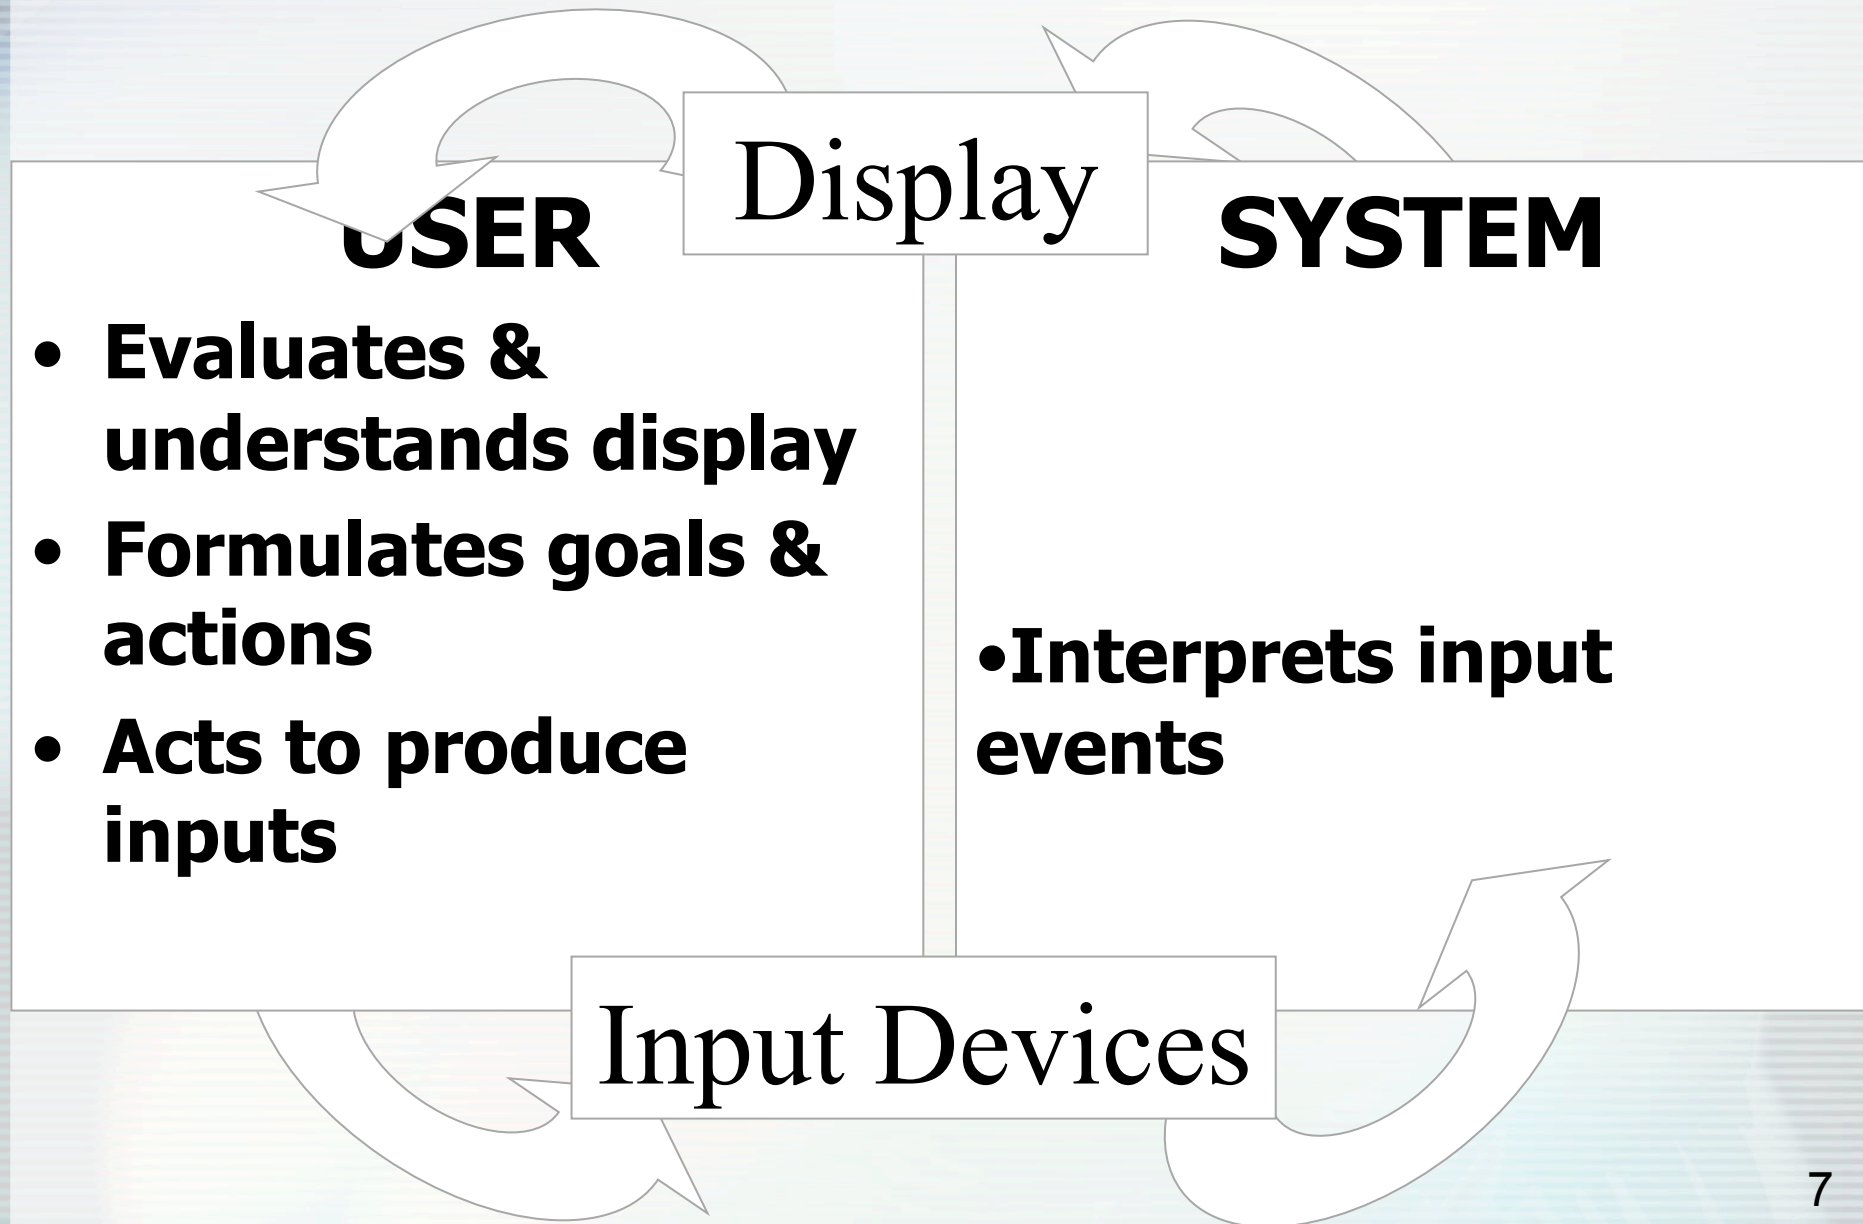 Display
USER
• Evaluates &
understands display
• Formulates goals &
actions
• Acts to produce
inputs
SYSTEM
•Interprets input
events
Input Devices
7